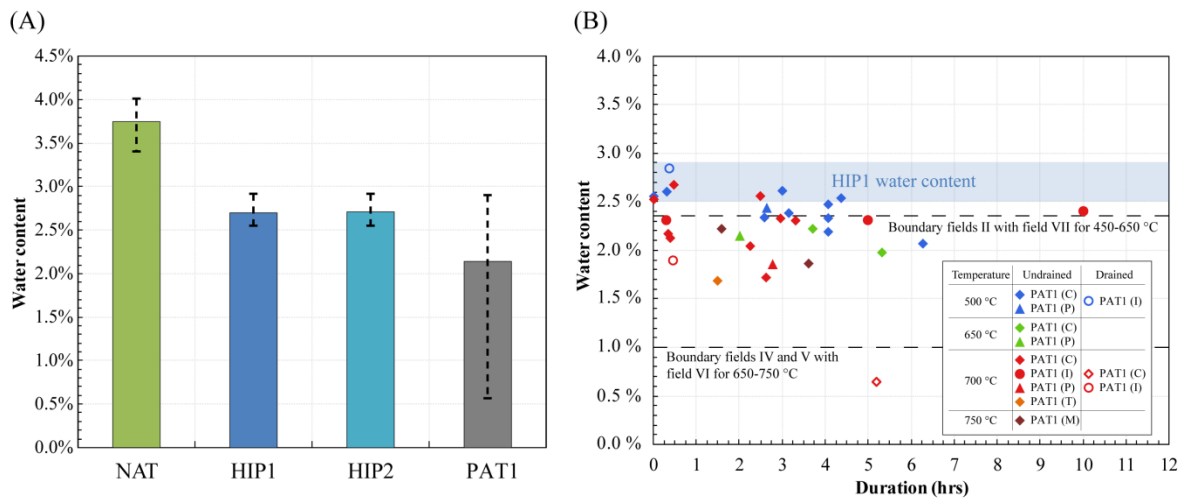 (A)
4.5%
4.0%
3.5%
3.0%
2.5%
2.0%
1.5%
1.0%
0.5%
0.0%
Water content
NAT HIP1 HIP2 PAT1
(B)
4.0 %
3.5 %
3.0 %
2.5 %
2.0 %
1.5 %
1.0 %
0.5 %
0.0 %
Water content
HIP1 water content
Boundary fields II with field VII for 450-650 °C
Boundary fields IV and V with
field VI for 650-750 °C
Temperature Undrained Drained
500 °C
PAT1 (C)
PAT1 (P)
PAT1 (I)
650 °C
PAT1 (C)
PAT1 (P)
700 °C
PAT1 (C)
PAT1 (I)
PAT1 (P)
PAT1 (T)
PAT1 (C)
PAT1 (I)
750 °C PAT1 (M)
0 1 2 3 4 5 6 7 8 9 10 11 12
Duration (hrs)